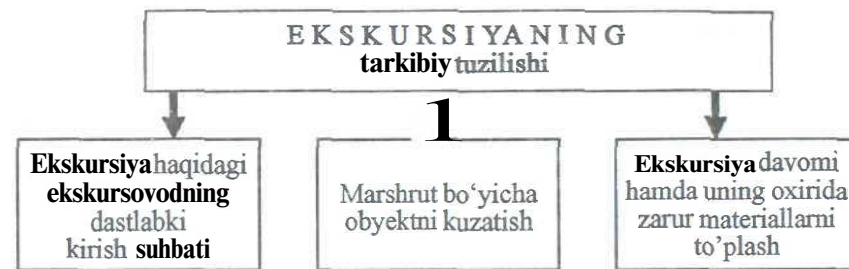 EKSKURSIYANING
tarkibiy tuzilishi
1
Ekskursiya haqidagi
ekskursovodning
dastlabki
kirish suhbati
Marshrut bo‘yicha
obyektni kuzatish
Ekskursiya davomi
hamda uning oxirida
zarur materiallarni
to’plash